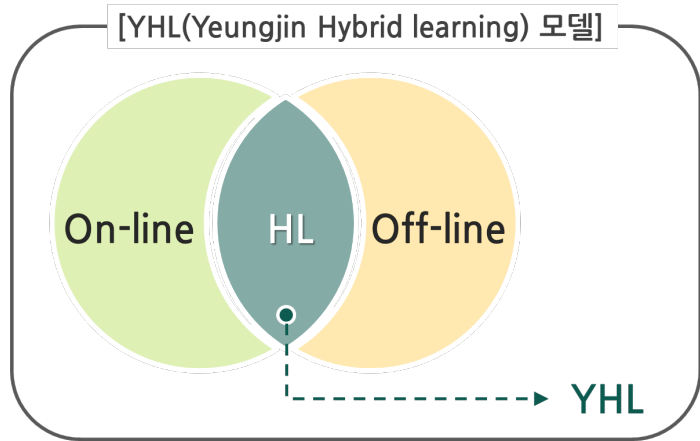 [YHL(Yeungjin Hybrid learning) 모델]
On-line
HL
Off-line
YHL